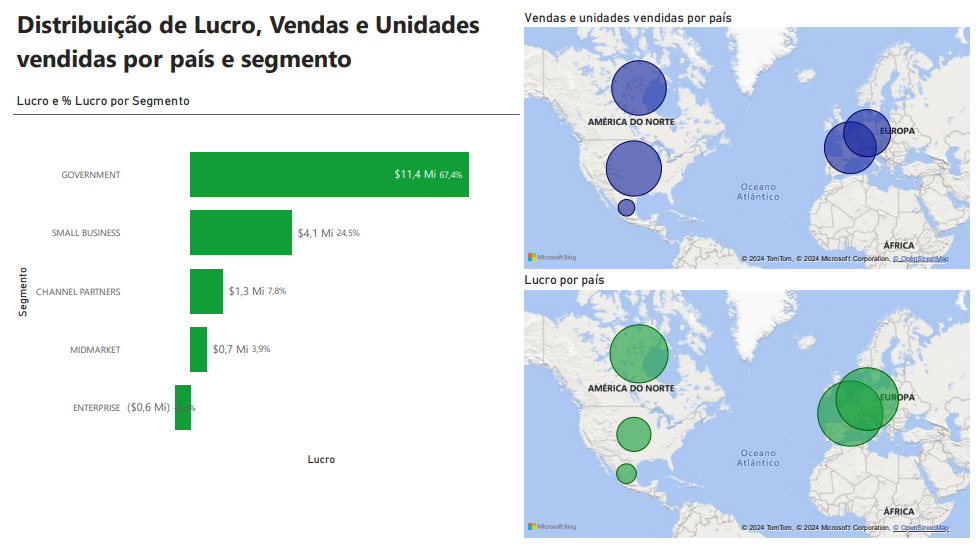 Distribuição de Lucro, Vendas e Unidades
vendidas por país e segmento
Lucro e % Lucro por Segmento
Segmento
GOVERNMENT
$11,4 Mi 67,4%
SMALL BUSINESS
$4,1 Mi 24,5%
CHANNEL PARTNERS
$1,3 Mi 7,8%
MIDMARKET
$0,7 Mi 3,9%
ENTERPRISE
($0,6 Mi)
Lucro
Vendas e unidades vendidas por país
AMÉRICA DO NORTE
EUROPA
Oceano
Atlântico
ÁFRICA
Microsoft Bing
© 2024 TomTom, © 2024 Microsoft Corporation, © OpenStreetMap
Lucro por país
AMÉRICA DO NORTE
EUROPA
Oceano
Atlântico
ÁFRICA
Microsoft Bing
© 2024 TomTom, © 2024 Microsoft Corporation, © OpenStreetMap